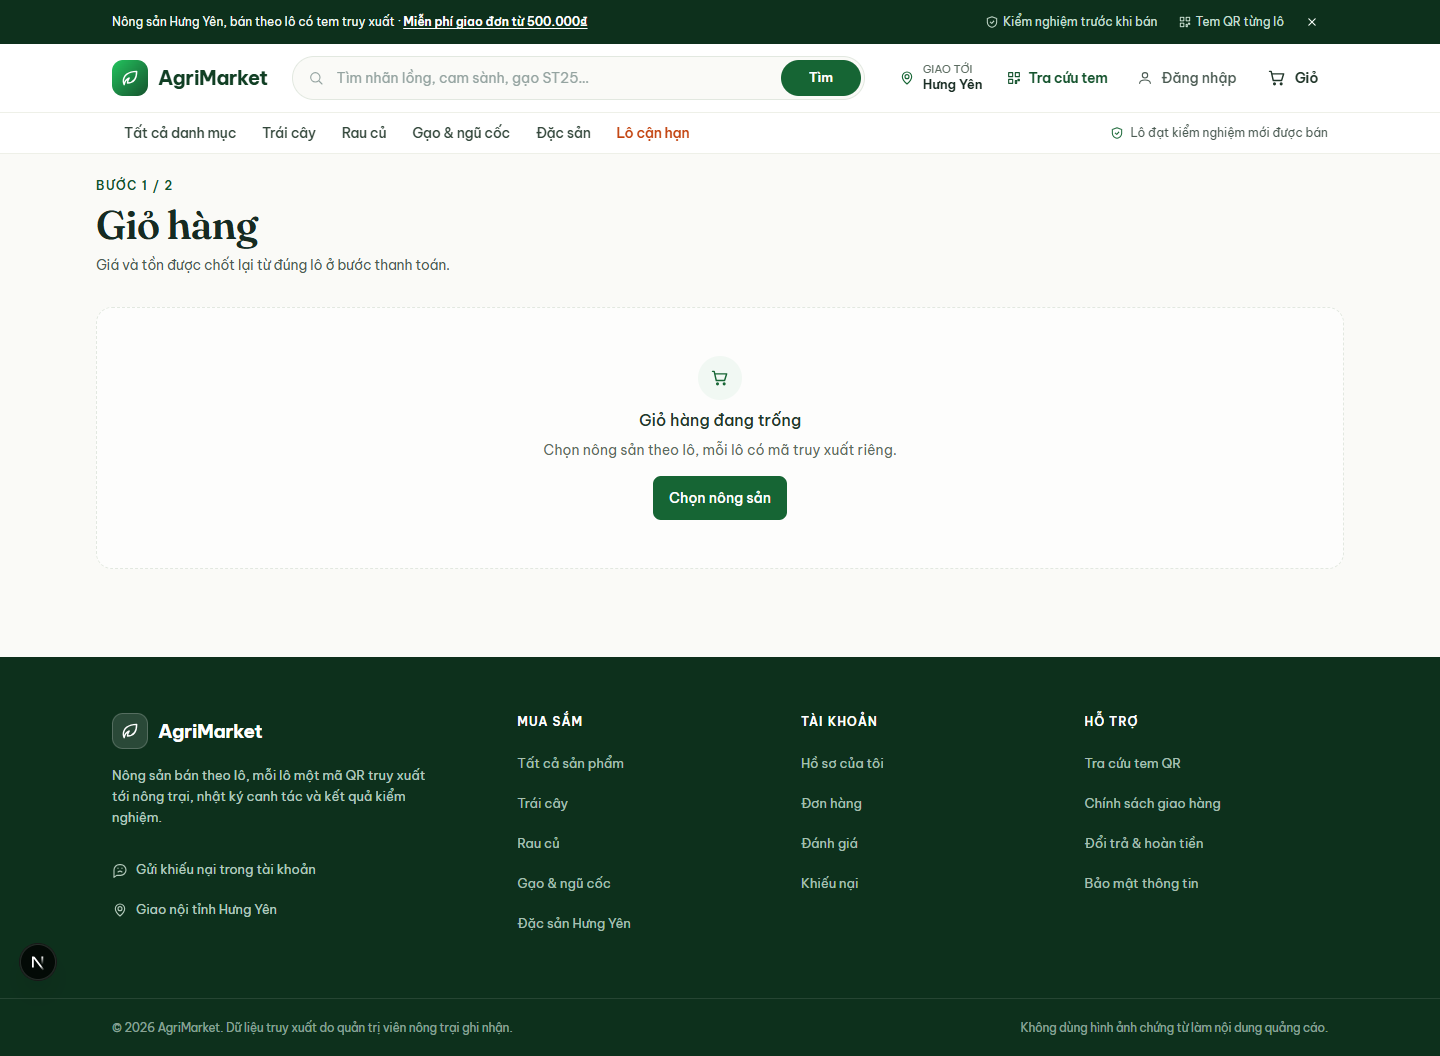 Nông sản Hưng Yên, bán theo lô có tem truy xuất · Miễn phí giao đơn từ 500.000₫
Kiểm nghiệm trước khi bán
Tem QR từng lô
AgriMarket
Tìm nhãn lồng, cam sành, gạo ST25...
Tìm
GIAO TỚI
Hưng Yên
Tra cứu tem
Đăng nhập
Giỏ
Tất cả danh mục
Trái cây
Rau củ
Gạo & ngũ cốc
Đặc sản
Lô cận hạn
Lô đạt kiểm nghiệm mới được bán
BƯỚC 1 / 2
Giỏ hàng
Giá và tồn được chốt lại từ đúng lô ở bước thanh toán.
Giỏ hàng đang trống
Chọn nông sản theo lô, mỗi lô có mã truy xuất riêng.
Chọn nông sản
AgriMarket
Nông sản bán theo lô, mỗi lô một mã QR truy xuất
tới nông trại, nhật ký canh tác và kết quả kiểm
nghiệm.
Gửi khiếu nại trong tài khoản
Giao nội tỉnh Hưng Yên
MUA SẮM
Tất cả sản phẩm
Trái cây
Rau củ
Gạo & ngũ cốc
Đặc sản Hưng Yên
TÀI KHOẢN
Hồ sơ của tôi
Đơn hàng
Đánh giá
Khiếu nại
HỖ TRỢ
Tra cứu tem QR
Chính sách giao hàng
Đổi trả & hoàn tiền
Bảo mật thông tin
N
© 2026 AgriMarket. Dữ liệu truy xuất do quản trị viên nông trại ghi nhận.
Không dùng hình ảnh chứng từ làm nội dung quảng cáo.